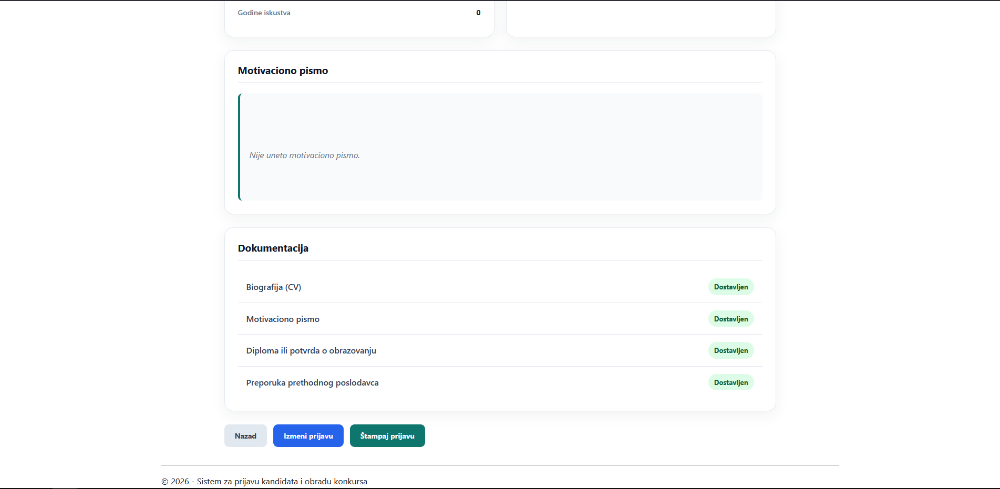 Godine iskustva 0
Motivaciono pismo
Nije uneto motivaciono pismo.
Dokumentacija
Biografija (CV) Dostavljen
Motivaciono pismo Dostavljen
Diploma ili potvrda o obrazovanju Dostavljen
Preporuka prethodnog poslodavca Dostavljen
Nazad Izmeni prijavu Štampaj prijavu
© 2026 - Sistem za prijavu kandidata i obradu konkursa